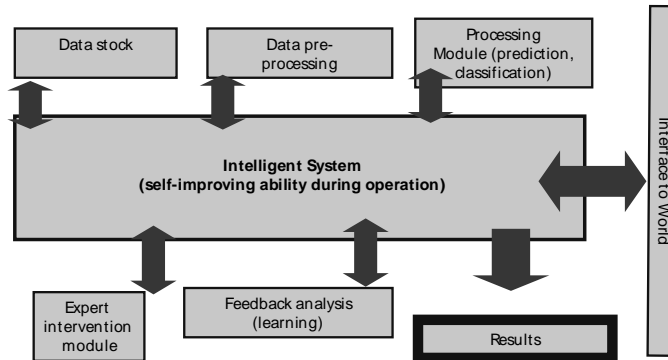 Data stock
Data pre-
processing
Processing
Module (prediction,
classification)
Intelligent System
(self-improving ability during operation)
Interface to World
Expert
intervention
module
Feedback analysis
(learning)
Results